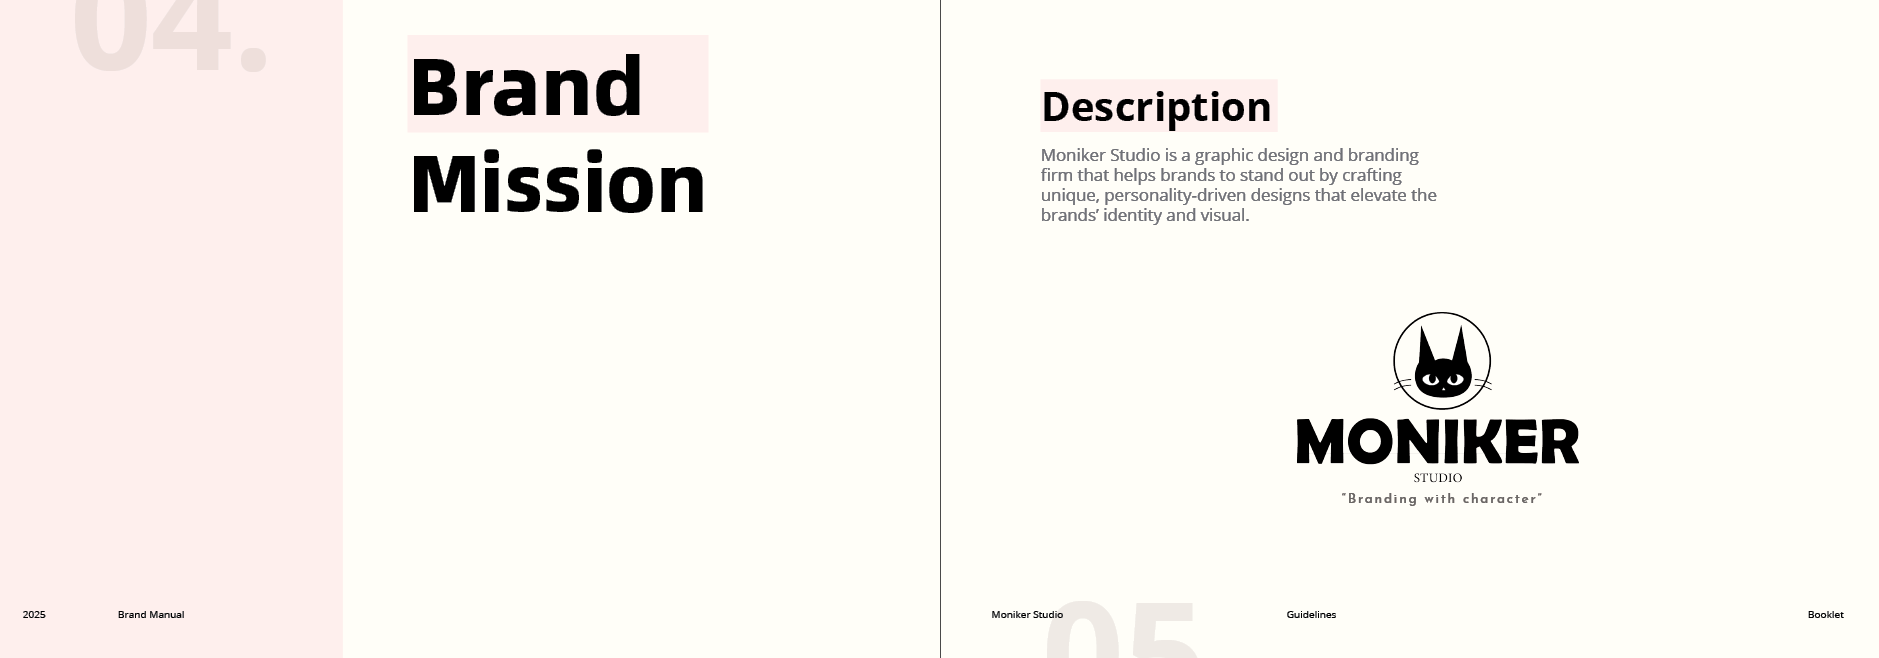 04.
Brand
Mission
2025
Brand Manual
Description
Moniker Studio is a graphic design and branding
firm that helps brands to stand out by crafting
unique, personality-driven designs that elevate the
brands’ identity and visual.
MONIKER
STUDIO
"Branding with character"
Moniker Studio
05
Guidelines
Booklet